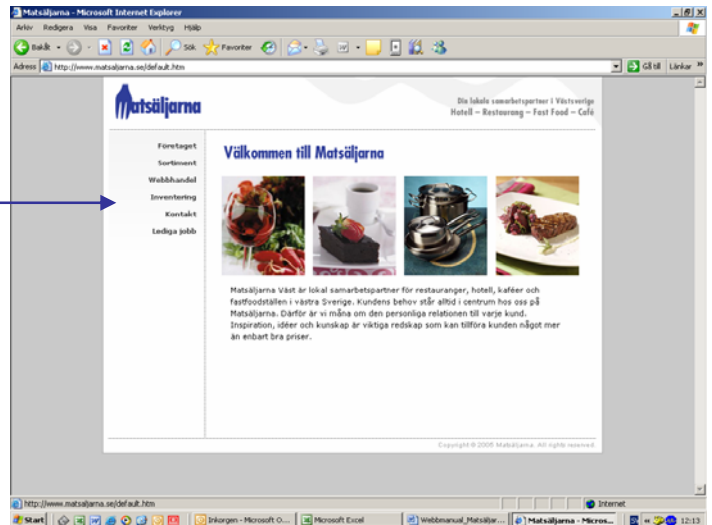 Matsäljarna - Microsoft Internet Explorer
Arkiv Redigera Visa Favoriter Verktyg Hjälp
Bakåt Sök Favoriter
Adress http://www.matsaljarna.se/default.htm Gå till Länkar
Matsäljarna
Din lokala samarbetspartner i Västsverige
Hotell – Restaurang – Fast Food – Café
Företaget
Sortiment
Webbhandel
Inventering
Kontakt
Lediga jobb
Välkommen till Matsäljarna
Matsäljarna Väst är lokal samarbetspartner för restauranger, hotell, kaféer och
fastfoodställen i västra Sverige. Kundens behov står alltid i centrum hos oss på
Matsäljarna. Därför är vi måna om den personliga relationen till varje kund.
Inspiration, idéer och kunskap är viktiga redskap som kan tillföra kunden något mer
än enbart bra priser.
Copyright © 2005 Matsäljarna. All rights reserved.
http://www.matsaljarna.se/default.htm Internet
Start Inkorgen - Microsoft O... Microsoft Excel Webbmanual_Matsäljar... Matsäljarna - Micros... 12:13